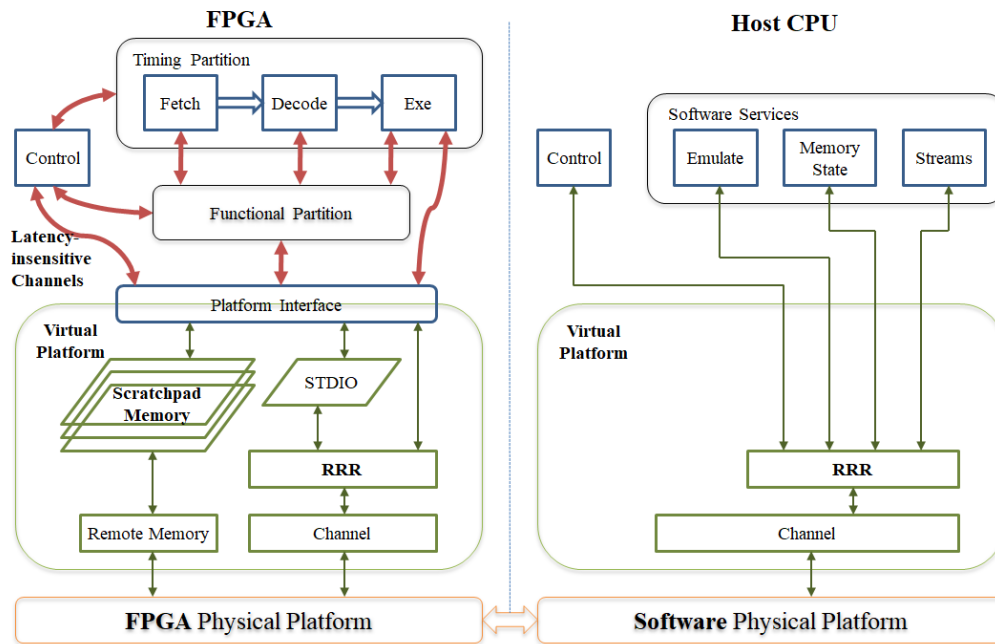 FPGA
Host CPU
Timing Partition
Fetch
Decode
Exe
Control
Functional Partition
Latency-
insensitive
Channels
Platform Interface
Virtual
Platform
Scratchpad
Memory
STDIO
RRR
Remote Memory
Channel
FPGA Physical Platform
Software Services
Control
Emulate
Memory
State
Streams
Virtual
Platform
RRR
Channel
Software Physical Platform